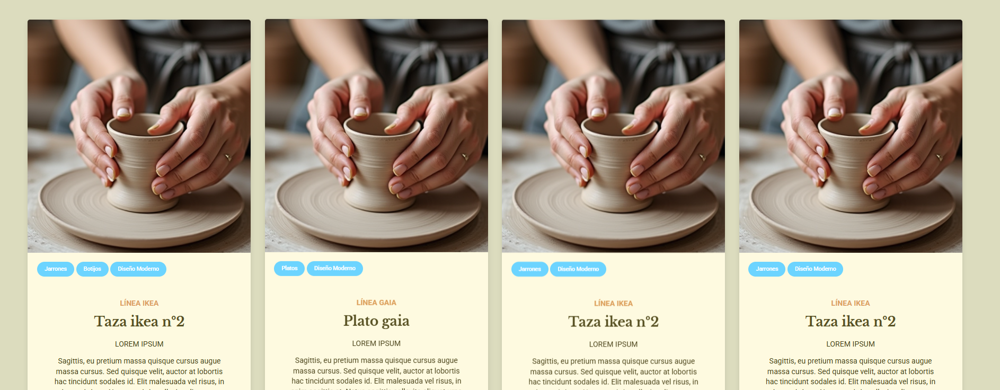 Jarrones Botijos Diseño Moderno
LÍNEA IKEA
Taza ikea n°2
LOREM IPSUM
Sagittis, eu pretium massa quisque cursus augue
massa cursus. Sed quisque velit, auctor at lobortis
hac tincidunt sodales id. Elit malesuada vel risus, in
Platos Diseño Moderno
LÍNEA GAIA
Plato gaia
LOREM IPSUM
Sagittis, eu pretium massa quisque cursus augue
massa cursus. Sed quisque velit, auctor at lobortis
hac tincidunt sodales id. Elit malesuada vel risus, in
Jarrones Diseño Moderno
LÍNEA IKEA
Taza ikea n°2
LOREM IPSUM
Sagittis, eu pretium massa quisque cursus augue
massa cursus. Sed quisque velit, auctor at lobortis
hac tincidunt sodales id. Elit malesuada vel risus, in
Jarrones Diseño Moderno
LÍNEA IKEA
Taza ikea n°2
LOREM IPSUM
Sagittis, eu pretium massa quisque cursus augue
massa cursus. Sed quisque velit, auctor at lobortis
hac tincidunt sodales id. Elit malesuada vel risus, in